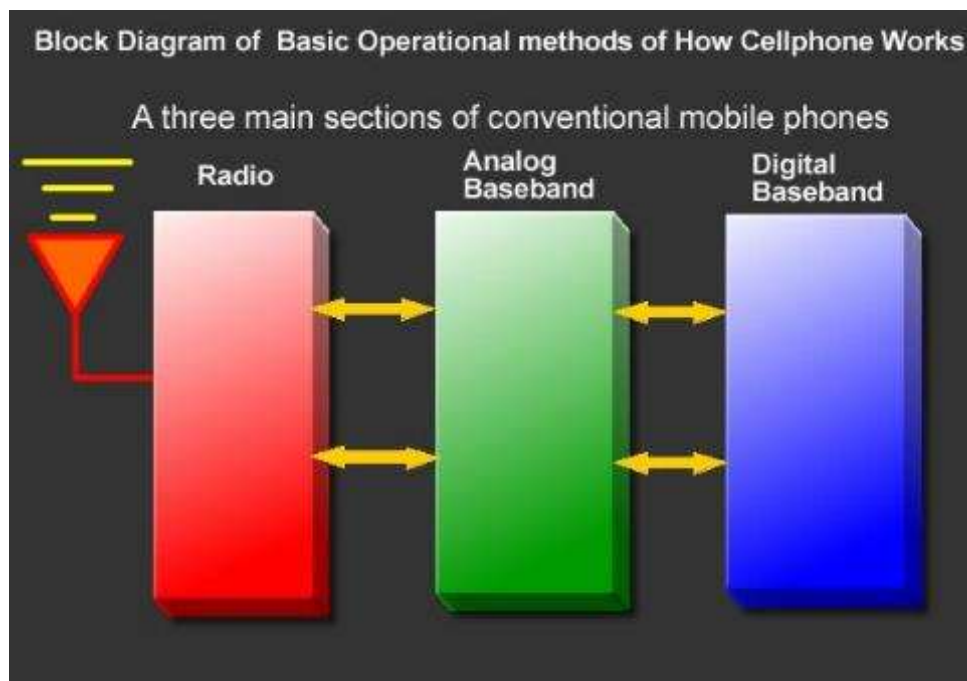 Block Diagram of Basic Operational methods of How Cellphone Works
A three main sections of conventional mobile phones
Radio
Analog
Baseband
Digital
Baseband